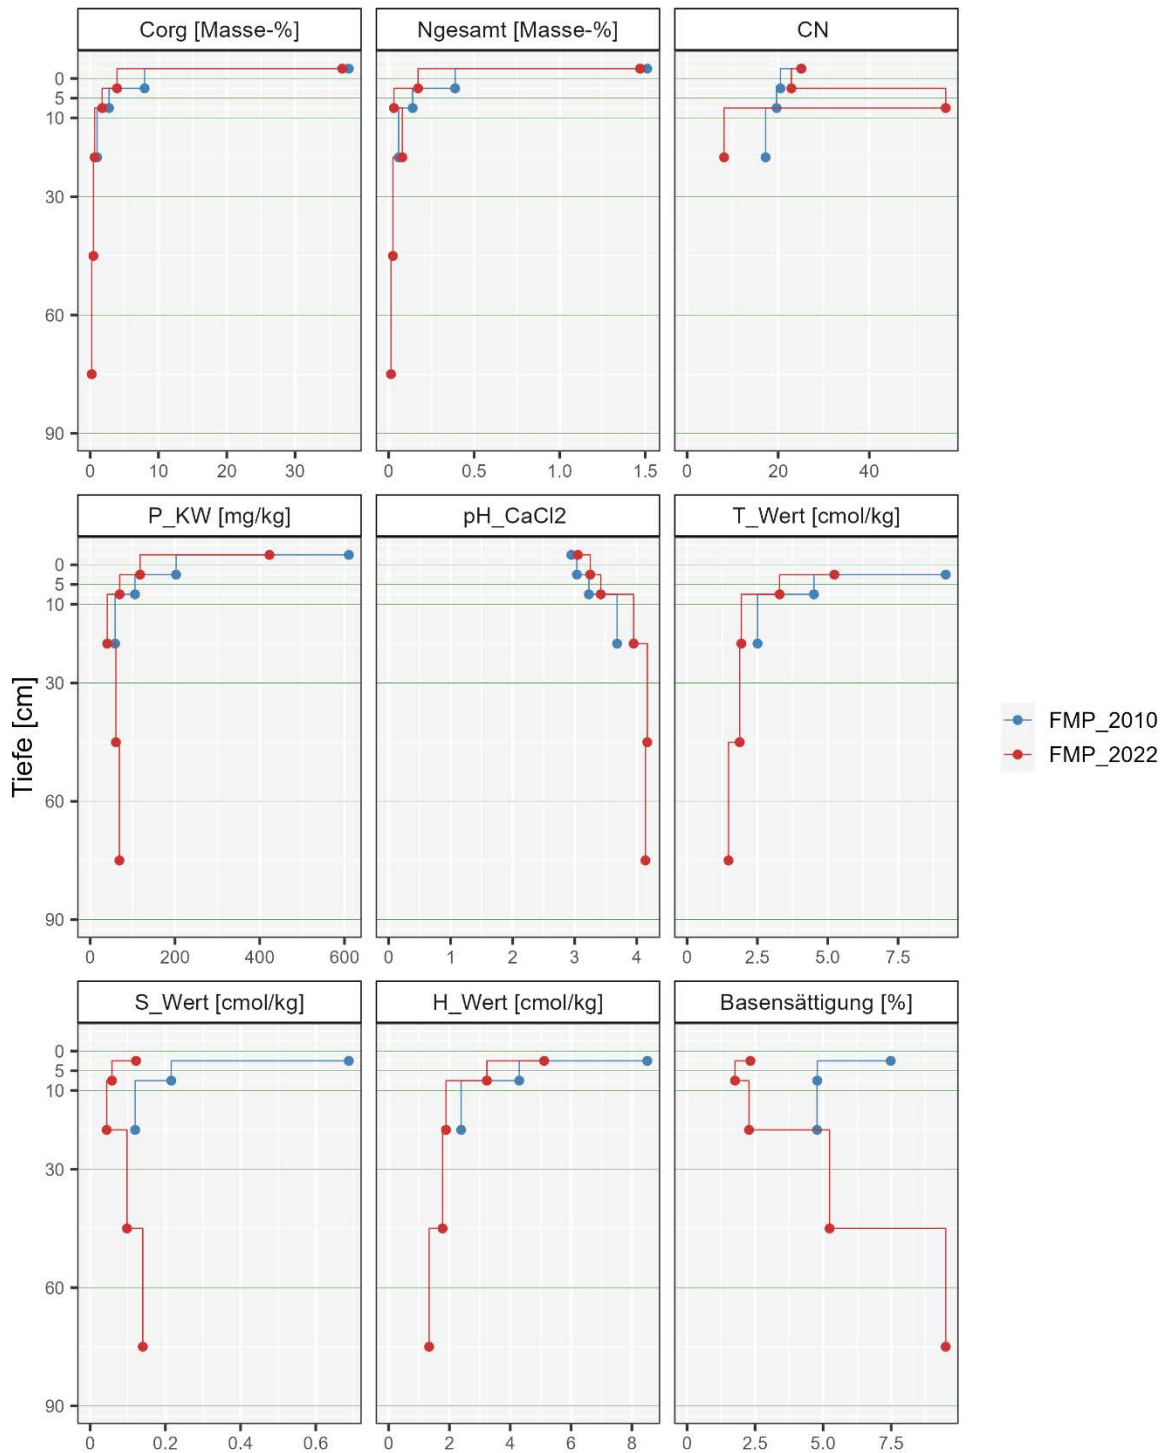 Corg [Masse-%] Ngesamt [Masse-%] CN
0
5
10
30
60
90
0 10 20 30 0 0.5 1.0 1.5 0 20 40
P_KW [mg/kg] pH_CaCl2 T_Wert [cmol/kg]
0
5
10
30
60
90
0 200 400 600 0 1 2 3 4 0 2.5 5.0 7.5
Tiefe [cm]
S_Wert [cmol/kg] H_Wert [cmol/kg] Basensättigung [%]
0
5
10
30
60
90
0 0.2 0.4 0.6 0 2 4 6 8 0 2.5 5.0 7.5
FMP_2010
FMP_2022